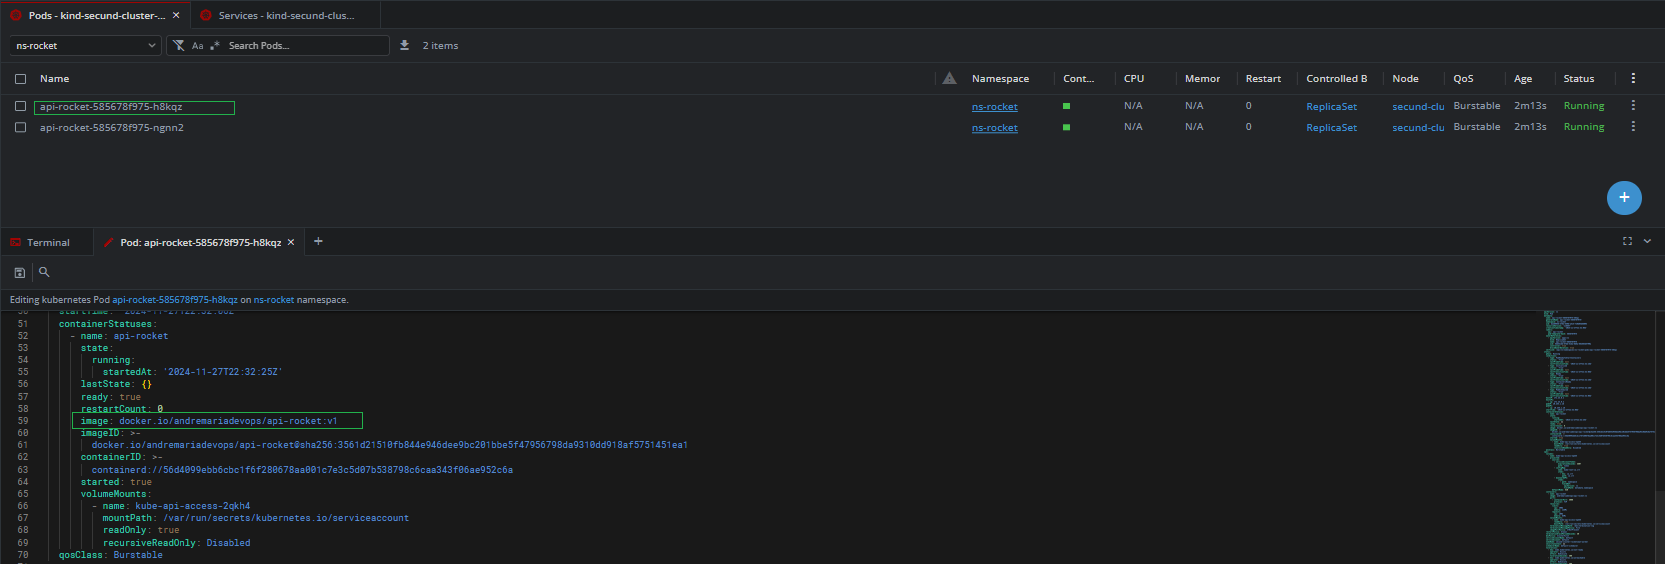 Pods - kind-secund-cluster-...
Services - kind-secund-clus...
ns-rocket
Aa
.*
Search Pods...
2 items
Name Namespace Cont... CPU Memor Restart Controlled B Node QoS Age Status
api-rocket-585678f975-h8kqz ns-rocket N/A N/A 0 ReplicaSet secund-clu Burstable 2m13s Running
api-rocket-585678f975-ngnn2 ns-rocket N/A N/A 0 ReplicaSet secund-clu Burstable 2m13s Running
+
Terminal
Pod: api-rocket-585678f975-h8kqz
+
Editing kubernetes Pod api-rocket-585678f975-h8kqz on ns-rocket namespace.
51 containerStatuses:
52 - name: api-rocket
53 state:
54 running:
55 startedAt: '2024-11-27T22:32:25Z'
56 lastState: {}
57 ready: true
58 restartCount: 0
59 image: docker.io/andremariadevops/api-rocket:v1
60 imageID: >-
61 docker.io/andremariadevops/api-rocket@sha256:3561d21510fb844e946dee9bc201bbe5f47956798da9310dd918af5751451ea1
62 containerID: >-
63 containerd://56d4099ebb6cbc1f6f280678aa001c7e3c5d07b538798c6caa343f06ae952c6a
64 started: true
65 volumeMounts:
66 - name: kube-api-access-2qkh4
67 mountPath: /var/run/secrets/kubernetes.io/serviceaccount
68 readOnly: true
69 recursiveReadOnly: Disabled
70 qosClass: Burstable